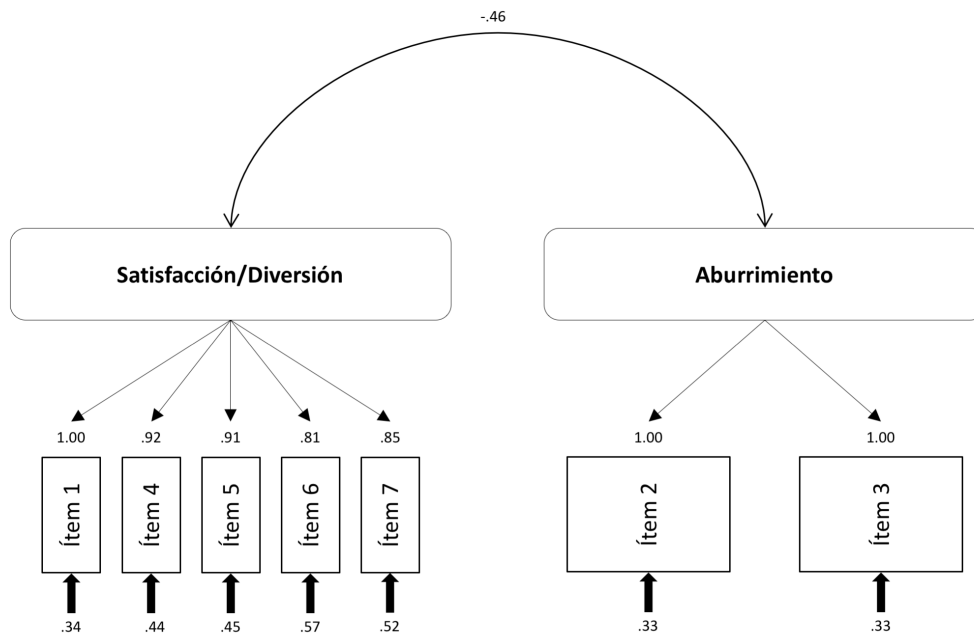 -.46
Satisfacción/Diversión
Aburrimiento
1.00 .92 .91 .81 .85 1.00 1.00
Ítem 1
Ítem 4
Ítem 5
Ítem 6
Ítem 7
Ítem 2
Ítem 3
.34 .44 .45 .57 .52 .33 .33